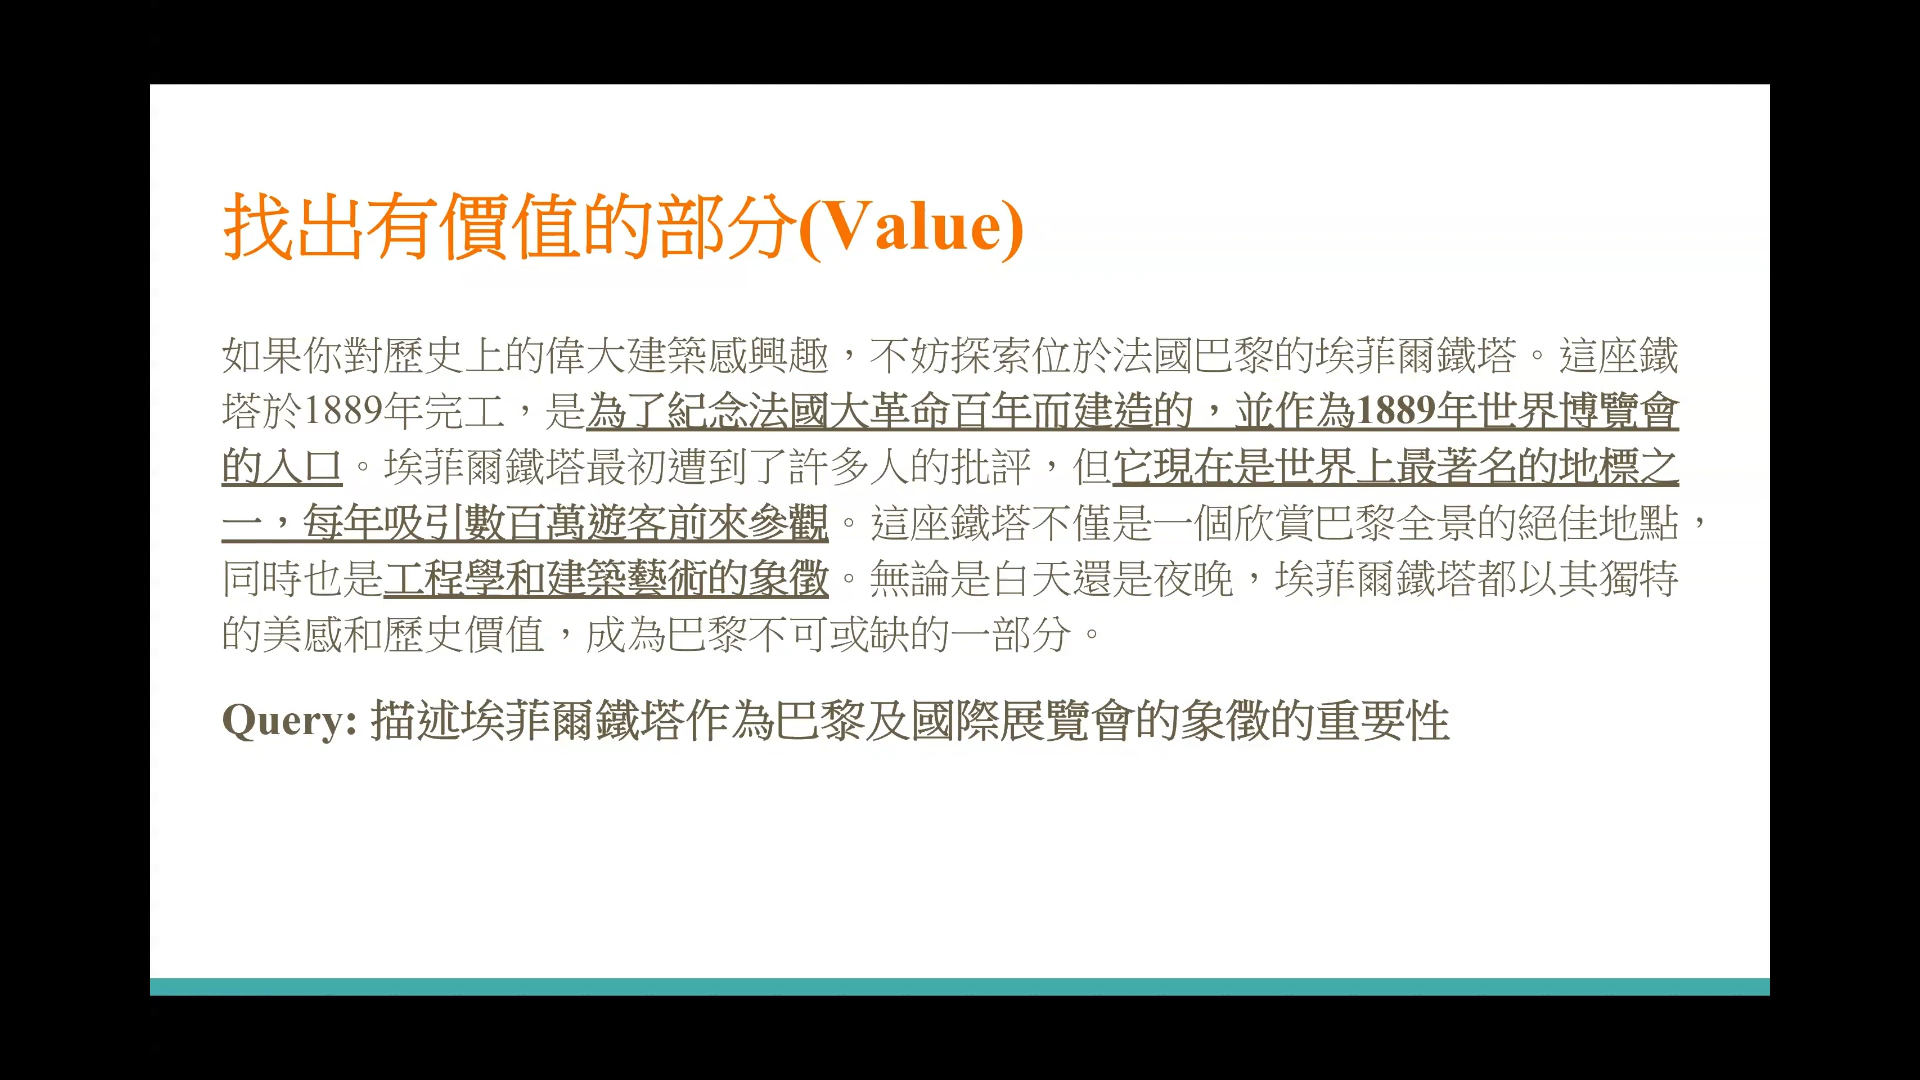 找出有價值的部分(Value)
如果你對歷史上的偉大建築感興趣，不妨探索位於法國巴黎的埃菲爾鐵塔。這座鐵
塔於1889年完工，是為了紀念法國大革命百年而建造的，並作為1889年世界博覽會
的入口。埃菲爾鐵塔最初遭到了許多人的批評，但它現在是世界上最著名的地標之
一，每年吸引數百萬遊客前來參觀。這座鐵塔不僅是一個欣賞巴黎全景的絕佳地點，
同時也是工程學和建築藝術的象徵。無論是白天還是夜晚，埃菲爾鐵塔都以其獨特
的美感和歷史價值，成為巴黎不可或缺的一部分。
Query: 描述埃菲爾鐵塔作為巴黎及國際展覽會的象徵的重要性